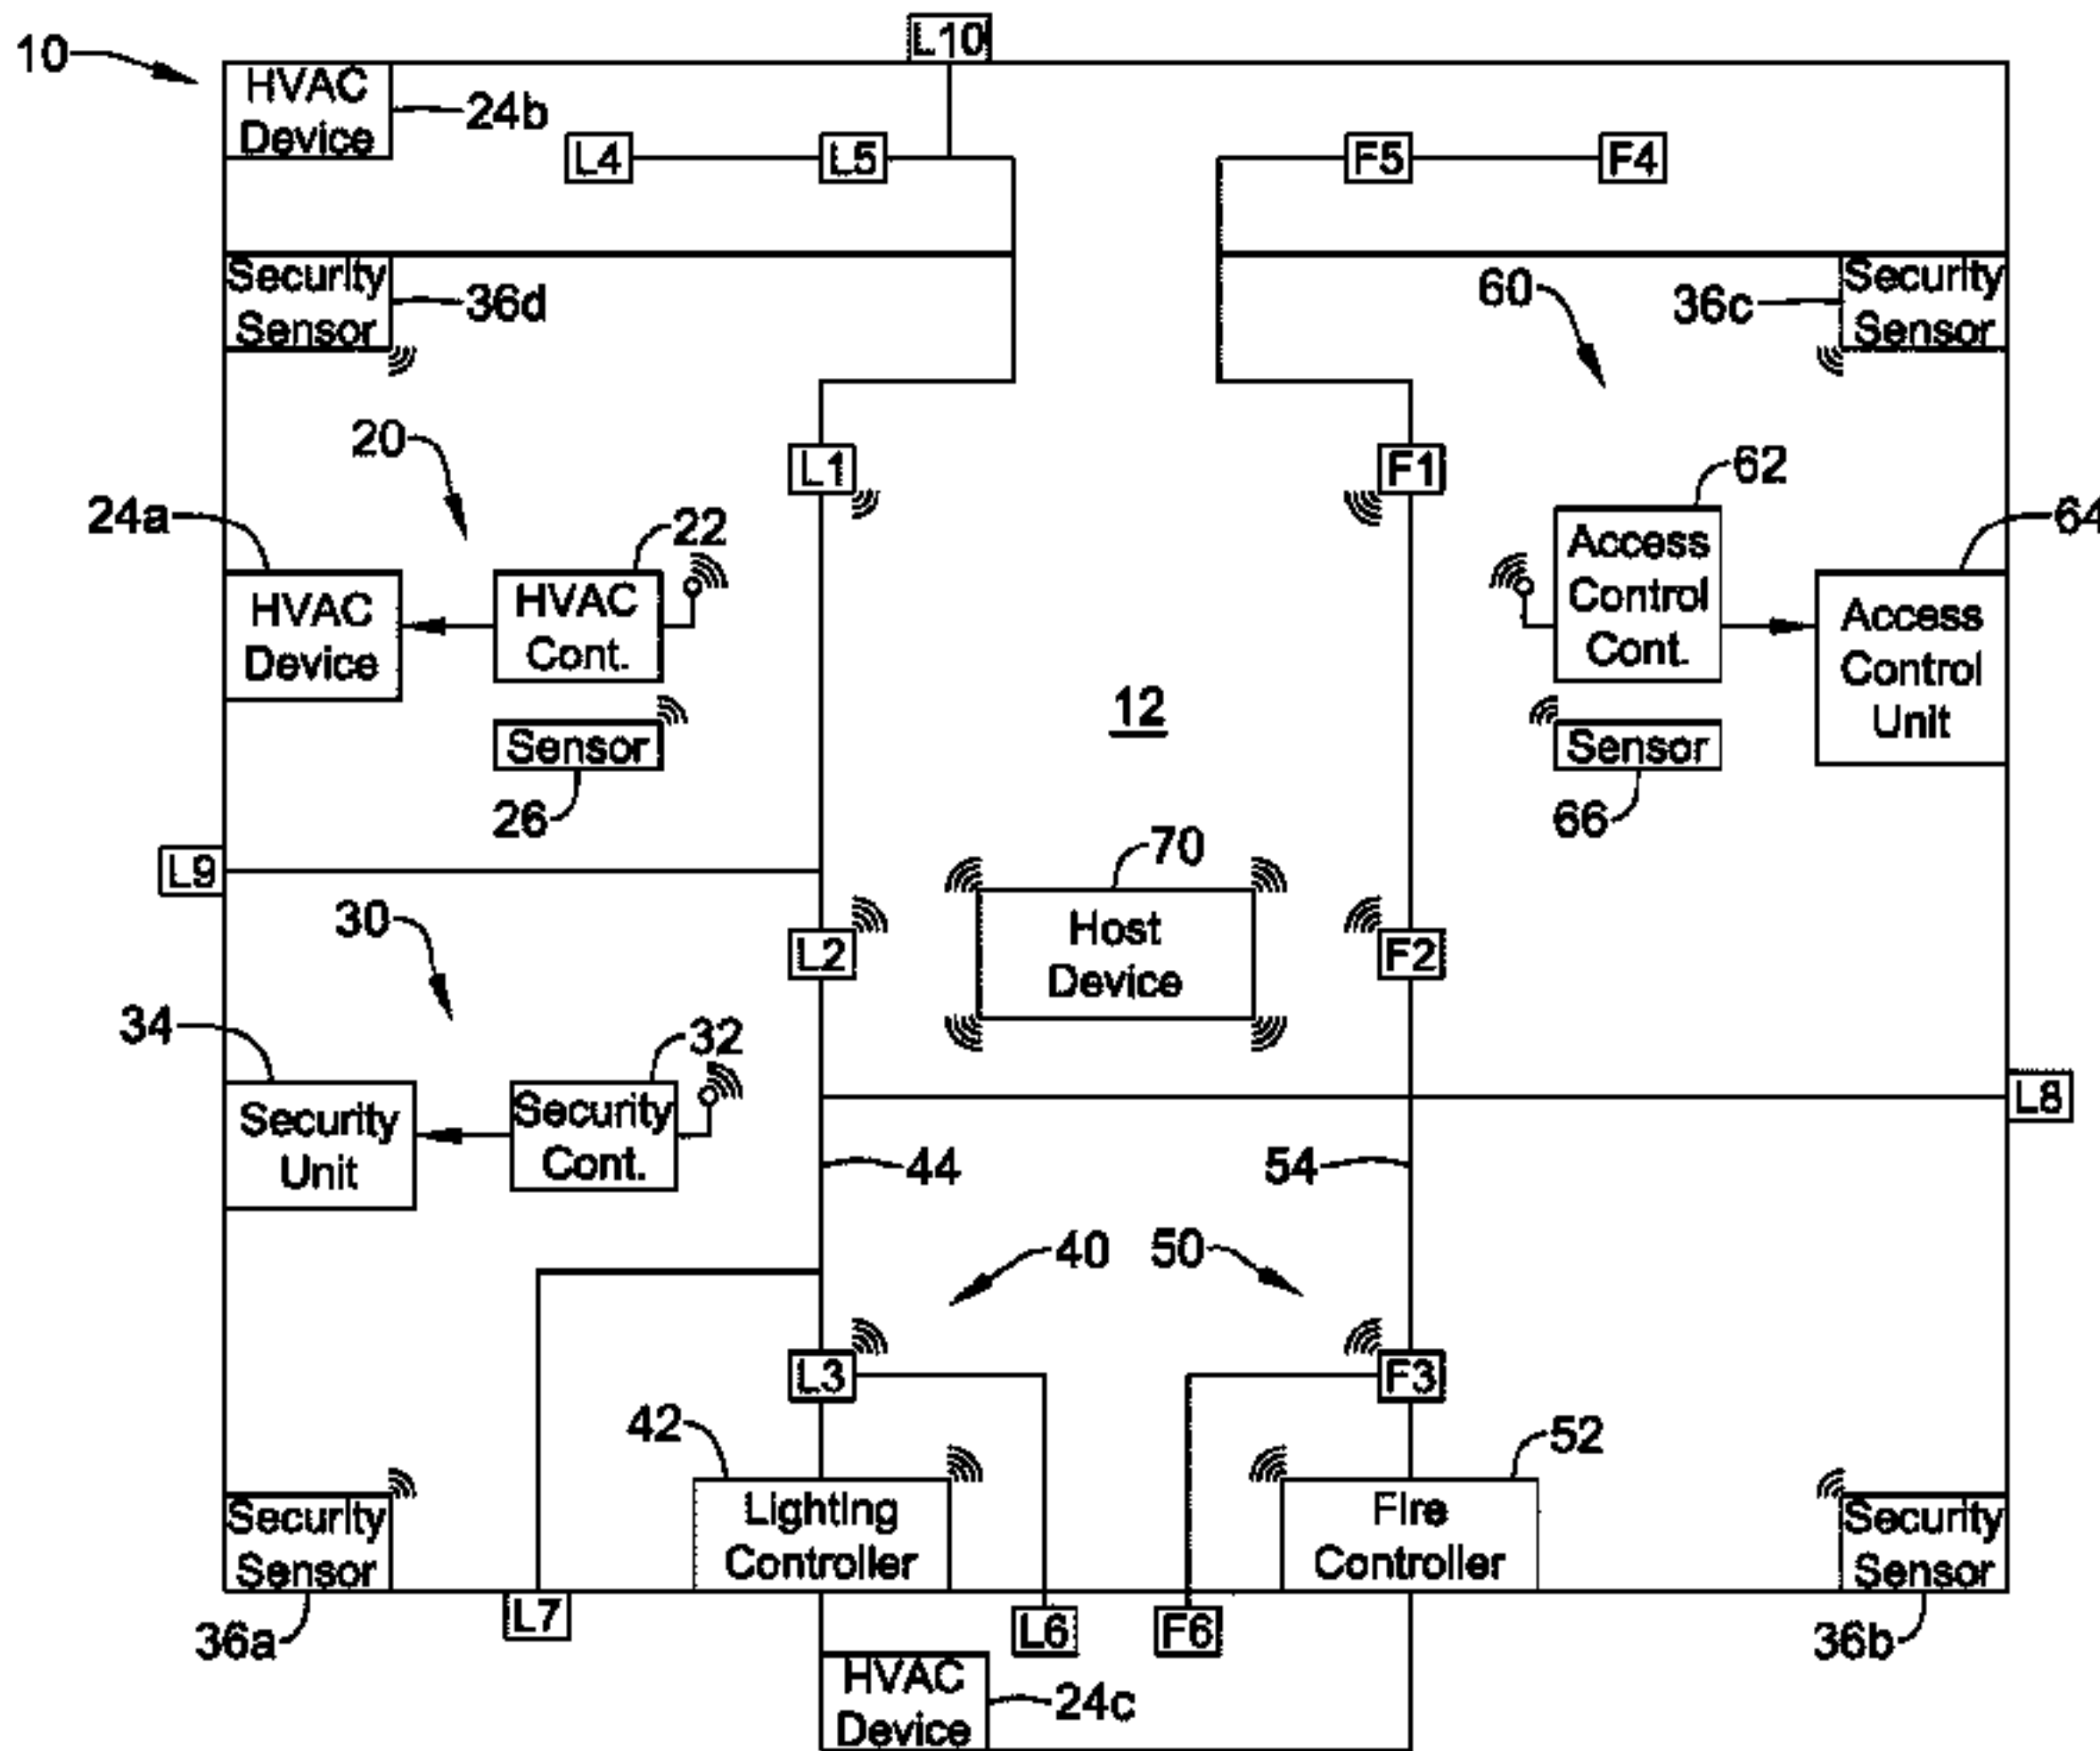 L10
10
HVAC
Device
24b
L4
L5
F5
F4
Security
Sensor
36d
60
36c
Security
Sensor
20
L1
F1
62
24a
22
64
HVAC
Device
HVAC
Cont.
Access
Control
Cont.
Access
Control
Unit
12
Sensor
26
Sensor
66
70
L9
30
L2
Host
Device
F2
34
32
Security
Unit
Security
Cont.
L8
44
54
40
50
L3
F3
42
52
Security
Sensor
Lighting
Controller
Fire
Controller
Security
Sensor
36a
L7
L6
F6
36b
HVAC
Device
24c